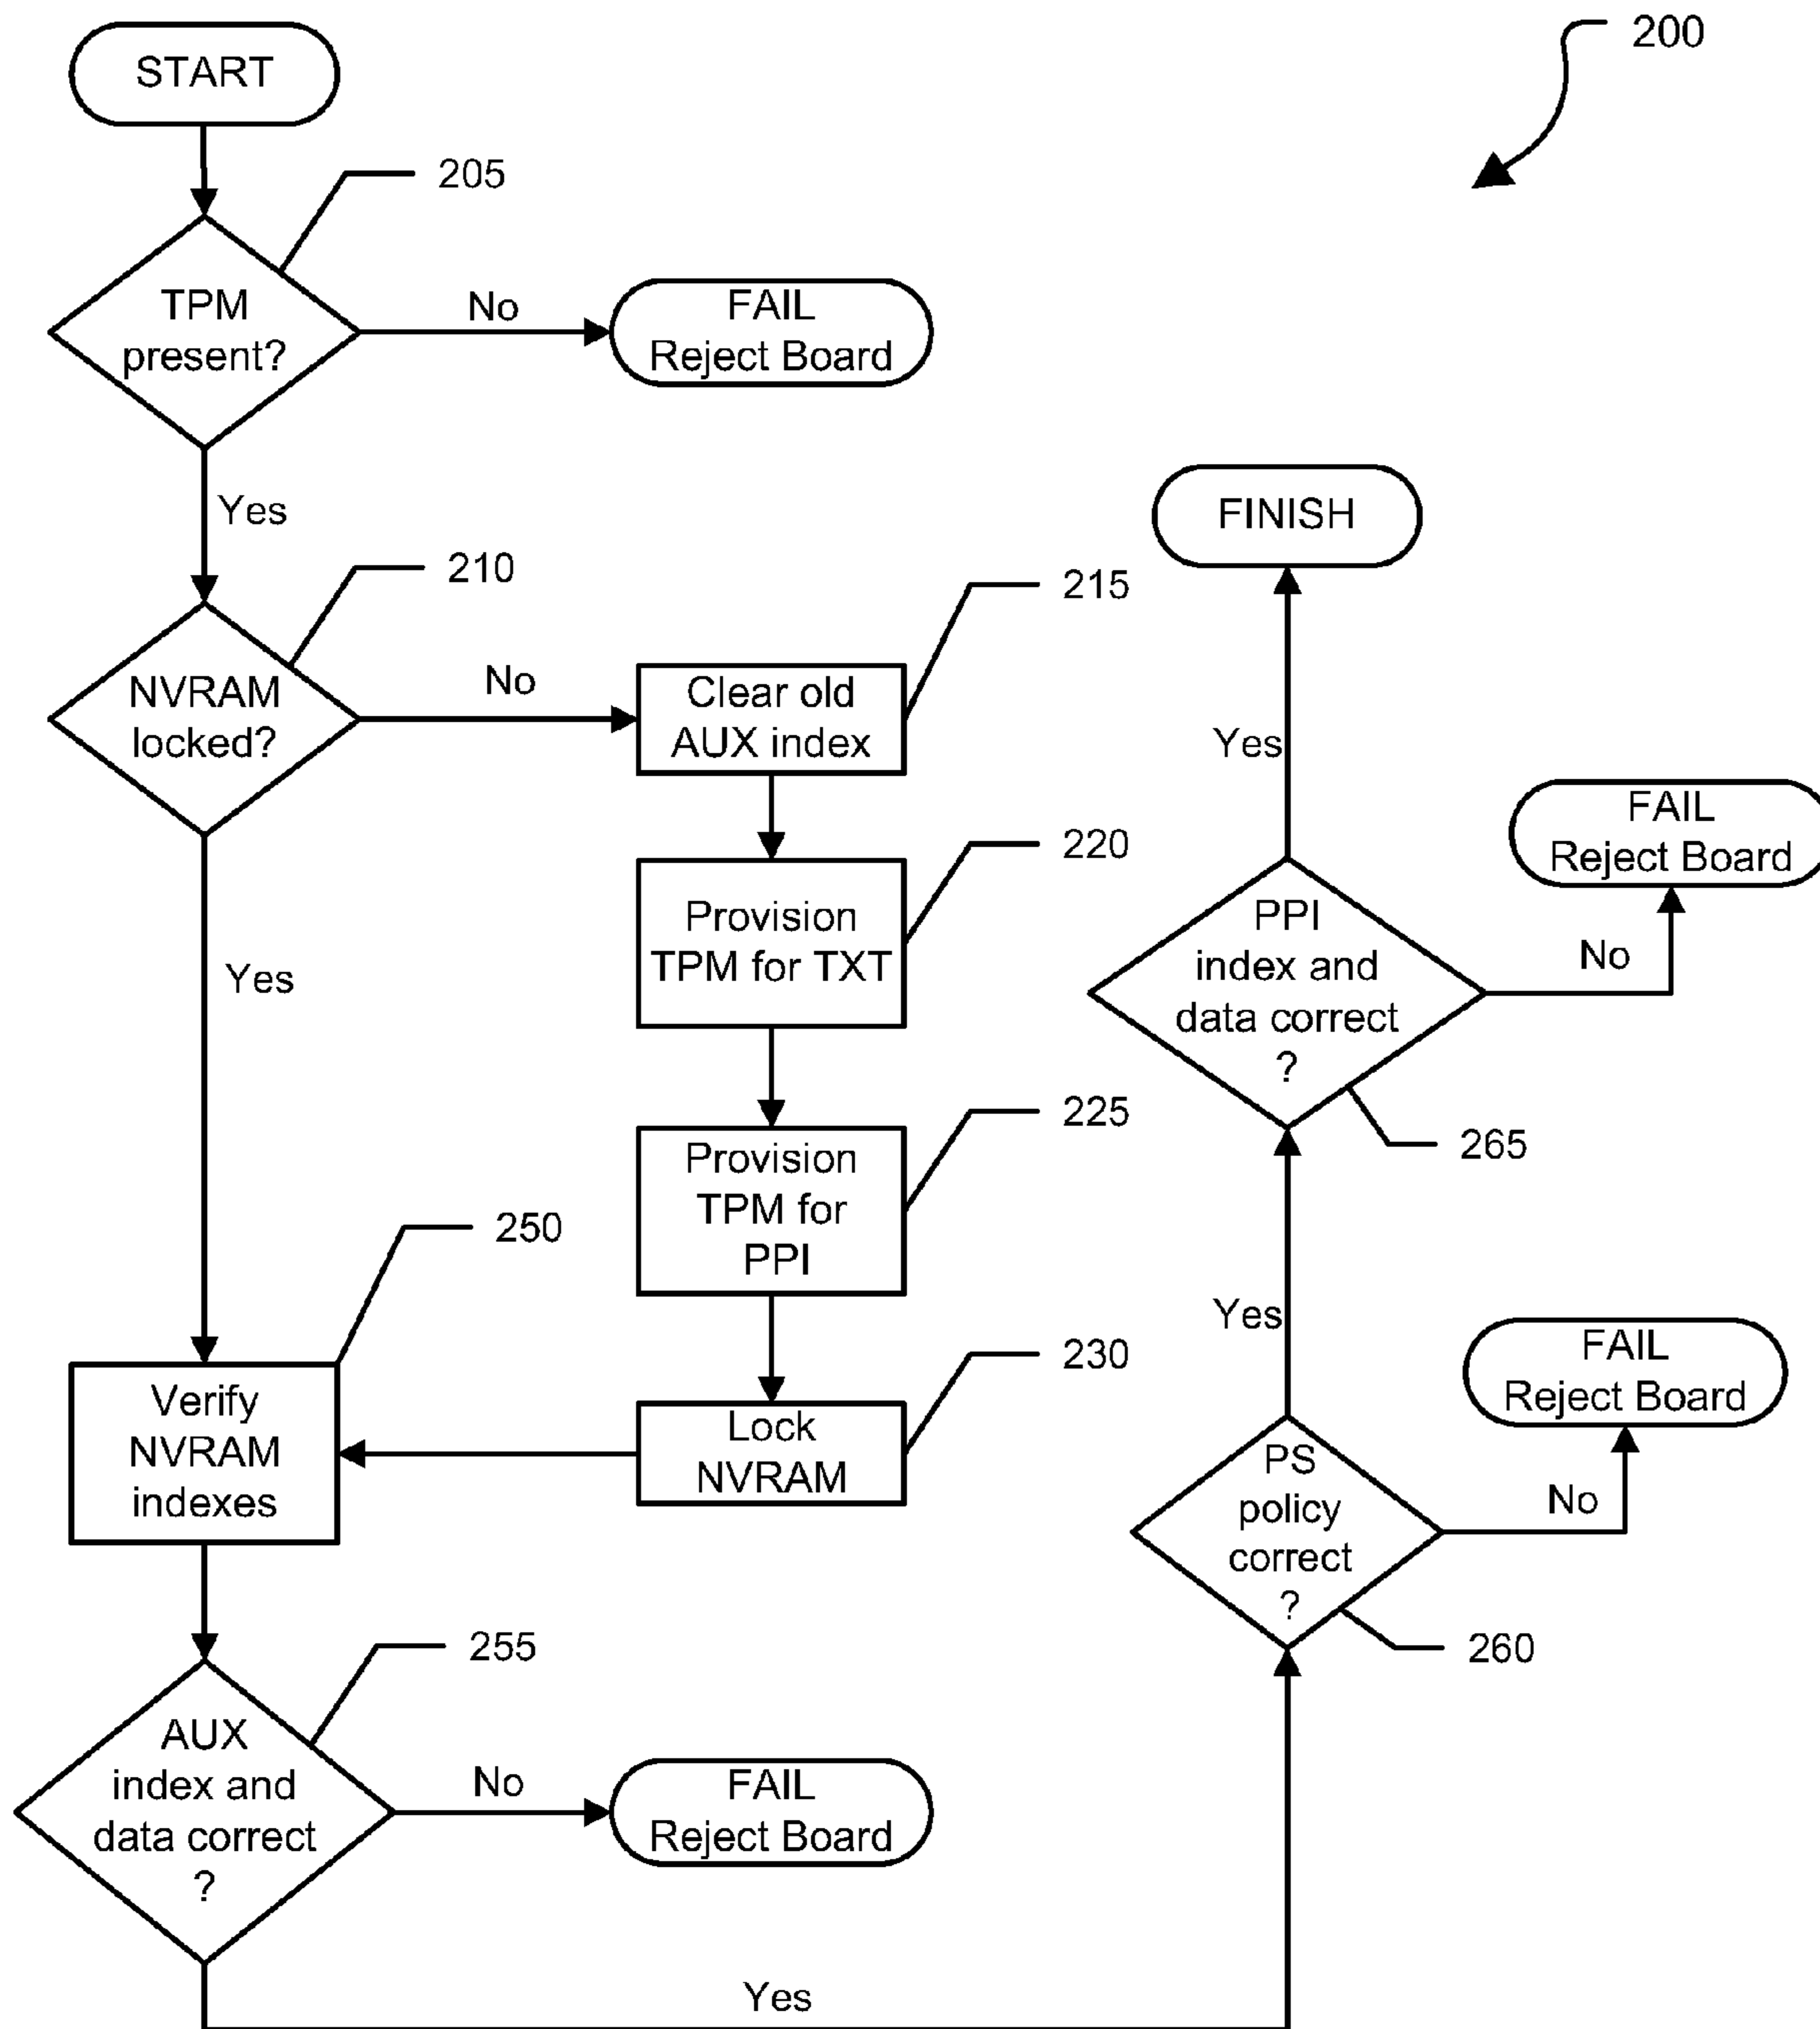 200
START
205
TPM
present?
No
FAIL
Reject Board
Yes
210
NVRAM
locked?
No
215
Clear old
AUX index
220
Provision
TPM for TXT
225
Provision
TPM for
PPI
230
Lock
NVRAM
Yes
250
Verify
NVRAM
indexes
255
AUX
index and
data correct
?
No
FAIL
Reject Board
Yes
260
PS
policy
correct
?
No
FAIL
Reject Board
Yes
265
PPI
index and
data correct
?
No
FAIL
Reject Board
Yes
FINISH